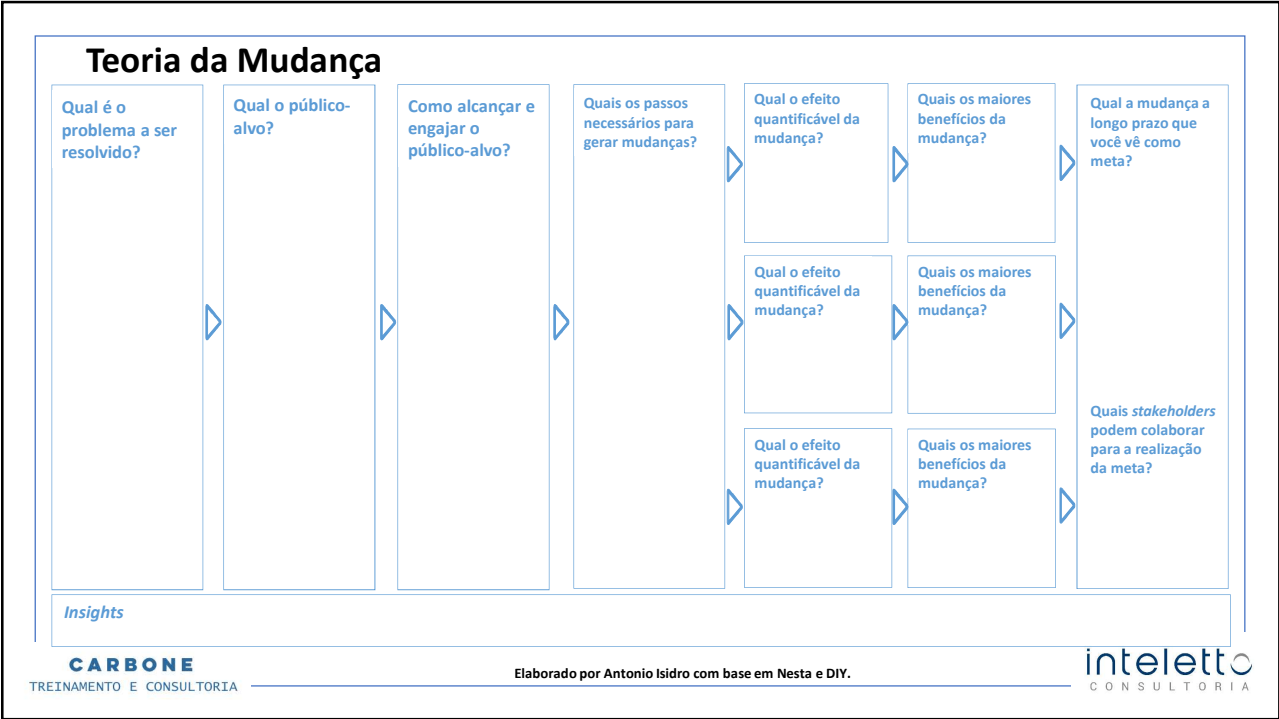 Teoria da Mudança
Qual é o
problema a ser
resolvido?
Qual o público-
alvo?
Como alcançar e
engajar o
público-alvo?
Quais os passos
necessários para
gerar mudanças?
Qual o efeito
quantificável da
mudança?
Quais os maiores
benefícios da
mudança?
Qual o efeito
quantificável da
mudança?
Quais os maiores
benefícios da
mudança?
Qual o efeito
quantificável da
mudança?
Quais os maiores
benefícios da
mudança?
Qual a mudança a
longo prazo que
você vê como
meta?
Quais stakeholders
podem colaborar
para a realização
da meta?
Insights
CARBONE
TREINAMENTO E CONSULTORIA
Elaborado por Antonio Isidro com base em Nesta e DIY.
inteletto
CONSULTORIA